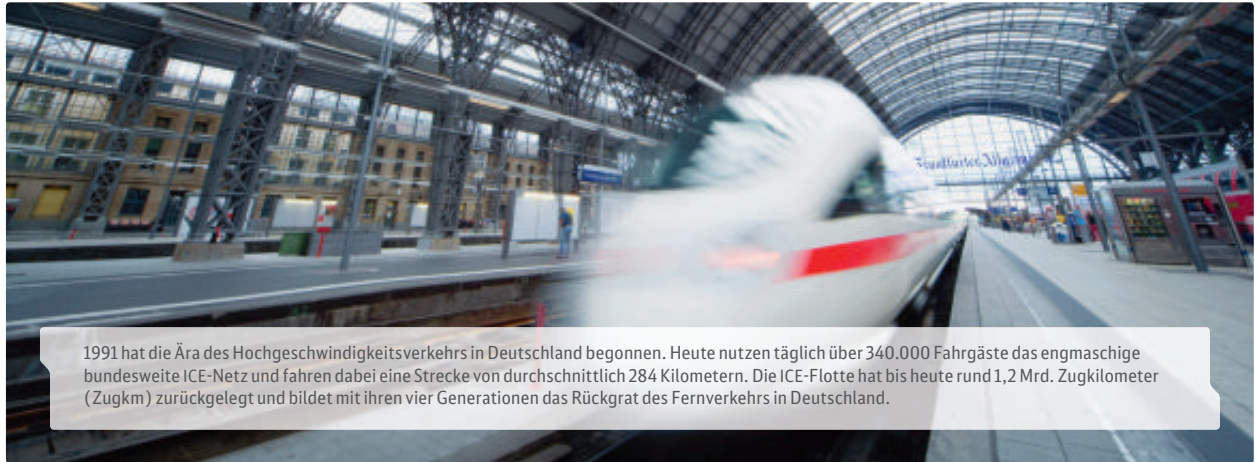 Frankfurter Allgemeine
1991 hat die Ära des Hochgeschwindigkeitsverkehrs in Deutschland begonnen. Heute nutzen täglich über 340.000 Fahrgäste das engmaschige
bundesweite ICE-Netz und fahren dabei eine Strecke von durchschnittlich 284 Kilometern. Die ICE-Flotte hat bis heute rund 1,2 Mrd. Zugkilometer
(Zugkm) zurückgelegt und bildet mit ihren vier Generationen das Rückgrat des Fernverkehrs in Deutschland.